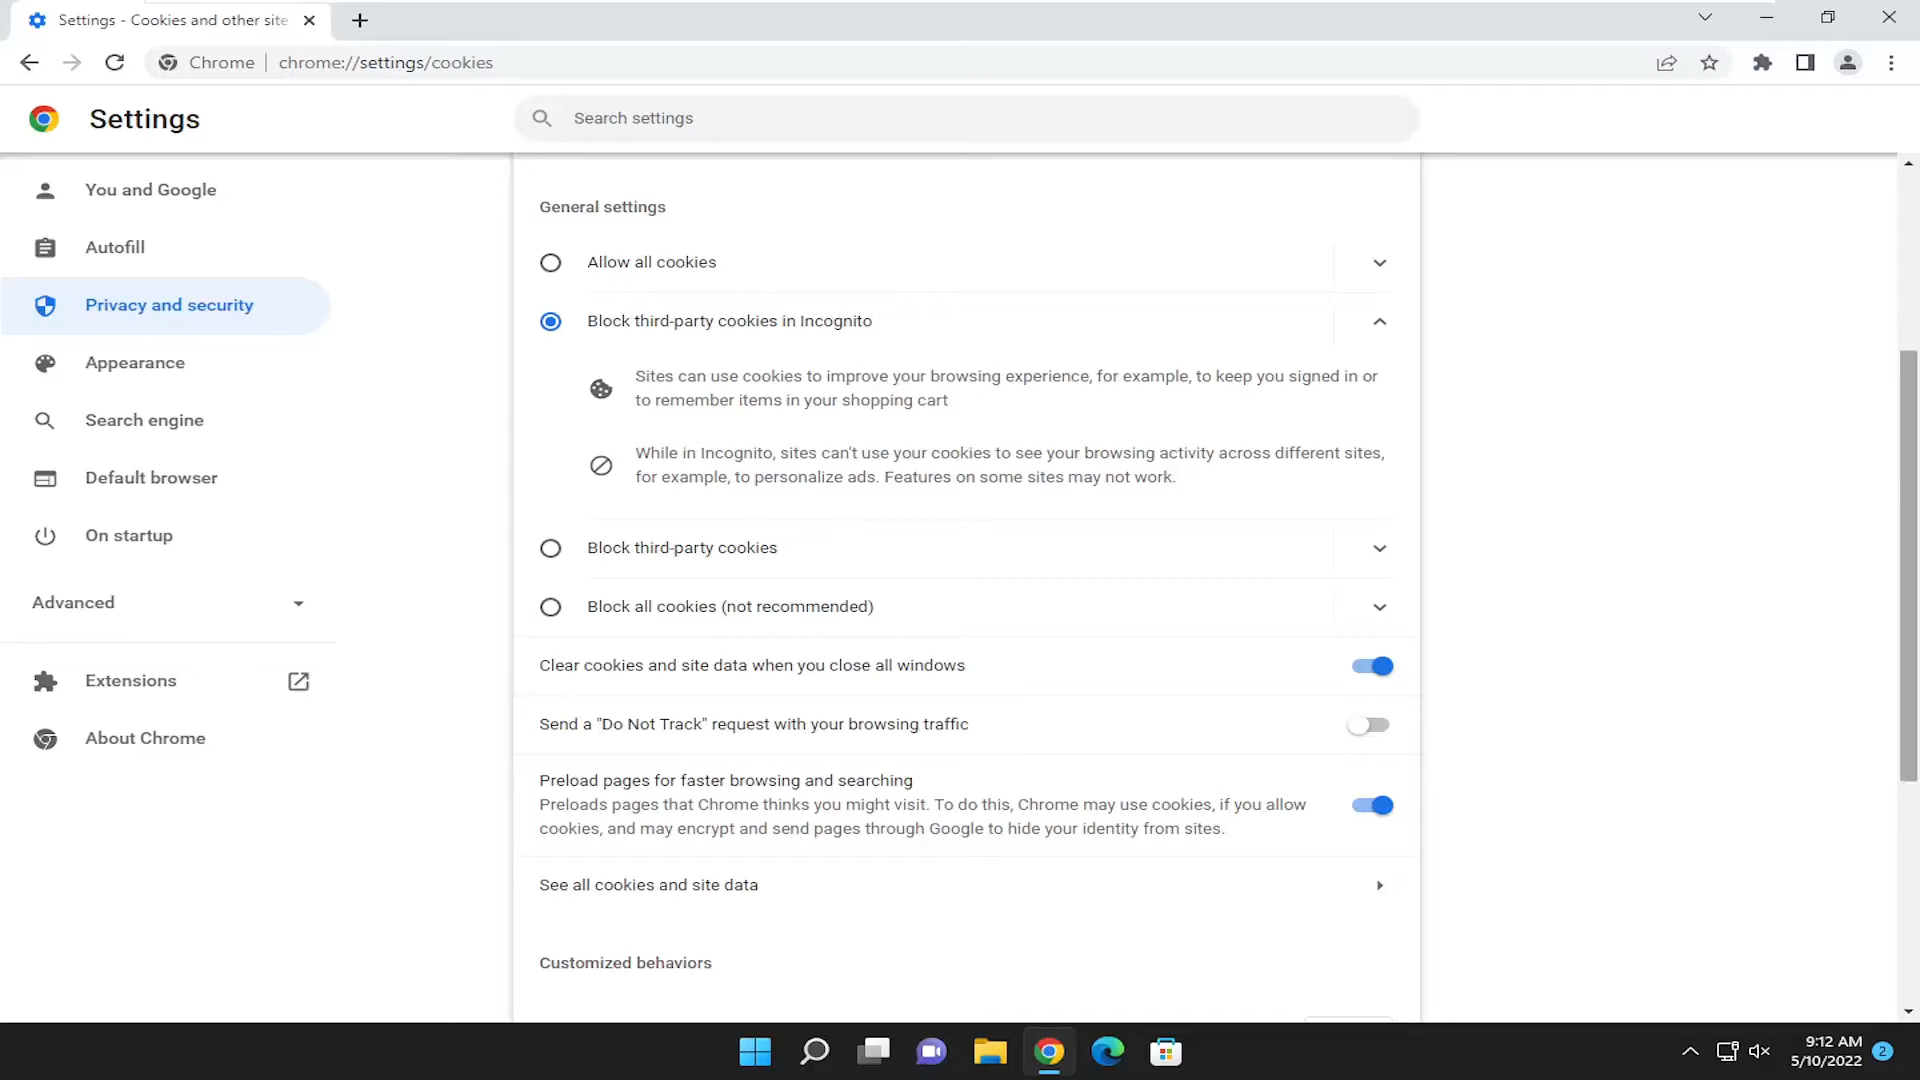 Settings - Cookies and other site
Chrome
chrome://settings/cookies
Settings
Search settings
You and Google
Autofill
Privacy and security
Appearance
Search engine
Default browser
On startup
Advanced
Extensions
About Chrome
General settings
Allow all cookies
Block third-party cookies in Incognito
Sites can use cookies to improve your browsing experience, for example, to keep you signed in or
to remember items in your shopping cart
While in Incognito, sites can't use your cookies to see your browsing activity across different sites,
for example, to personalize ads. Features on some sites may not work.
Block third-party cookies
Block all cookies (not recommended)
Clear cookies and site data when you close all windows
Send a "Do Not Track" request with your browsing traffic
Preload pages for faster browsing and searching
Preloads pages that Chrome thinks you might visit. To do this, Chrome may use cookies, if you allow
cookies, and may encrypt and send pages through Google to hide your identity from sites.
See all cookies and site data
Customized behaviors
9:12 AM
5/10/2022
2